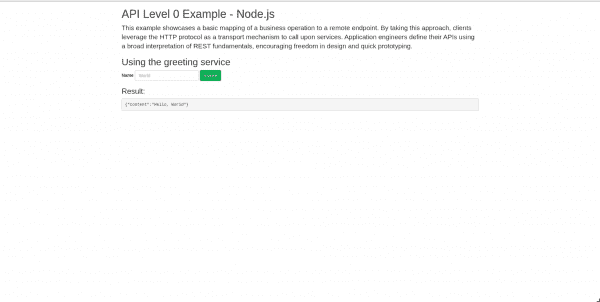 API Level 0 Example - Node.js
This example showcases a basic mapping of a business operation to a remote endpoint. By taking this approach, clients
leverage the HTTP protocol as a transport mechanism to call upon services. Application engineers define their APIs using
a broad interpretation of REST fundamentals, encouraging freedom in design and quick prototyping.
Using the greeting service
Name World
Result:
{"content":"Hello, World"}